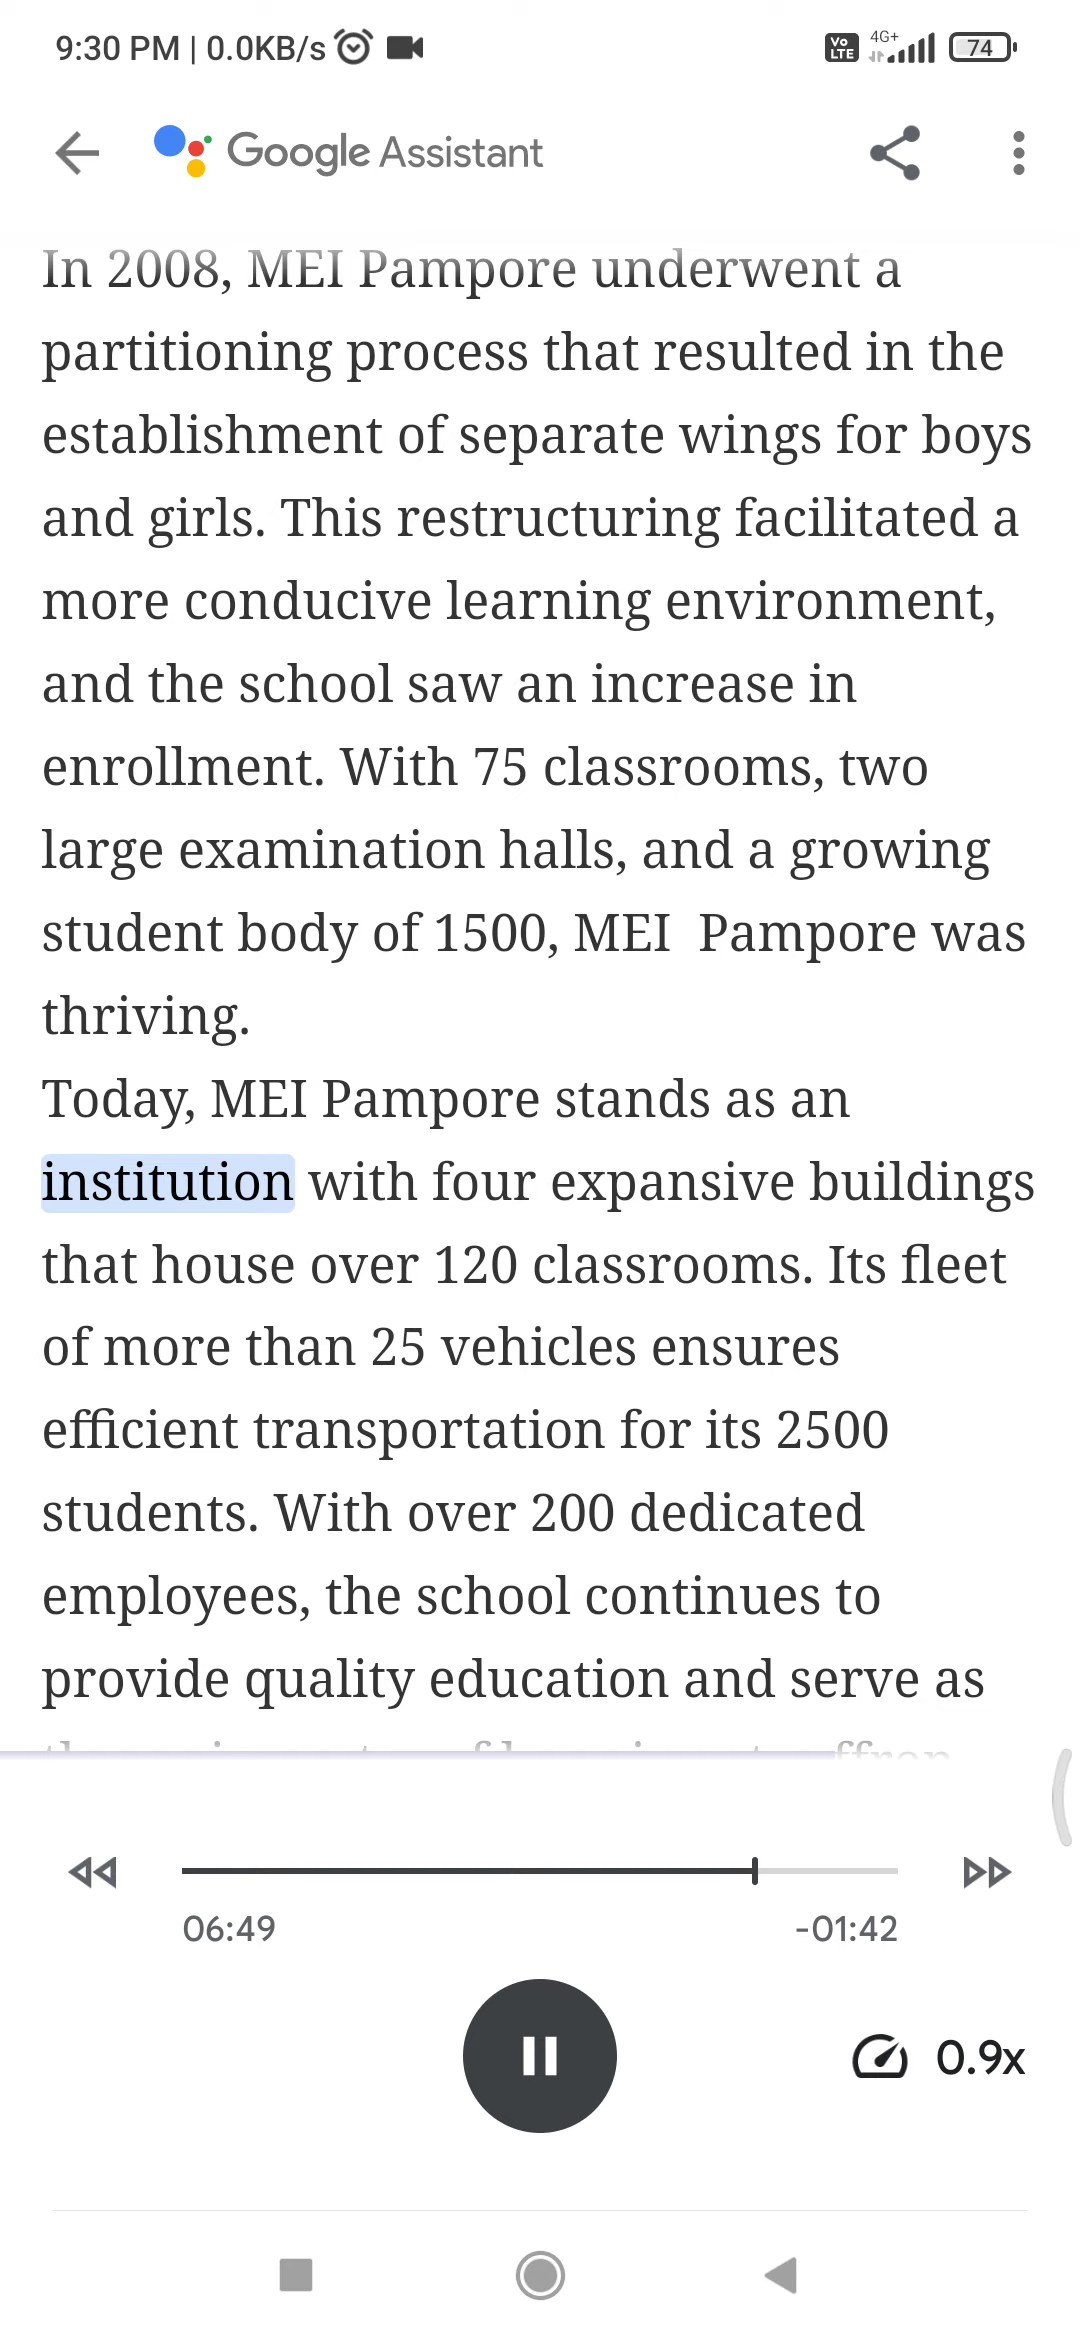 9:30 PM | 0.0KB/s
Vo LTE 4G+ 74
Google Assistant
In 2008, MEI Pampore underwent a
partitioning process that resulted in the
establishment of separate wings for boys
and girls. This restructuring facilitated a
more conducive learning environment,
and the school saw an increase in
enrollment. With 75 classrooms, two
large examination halls, and a growing
student body of 1500, MEI  Pampore was
thriving.
Today, MEI Pampore stands as an
institution with four expansive buildings
that house over 120 classrooms. Its fleet
of more than 25 vehicles ensures
efficient transportation for its 2500
students. With over 200 dedicated
employees, the school continues to
provide quality education and serve as
06:49
-01:42
0.9x